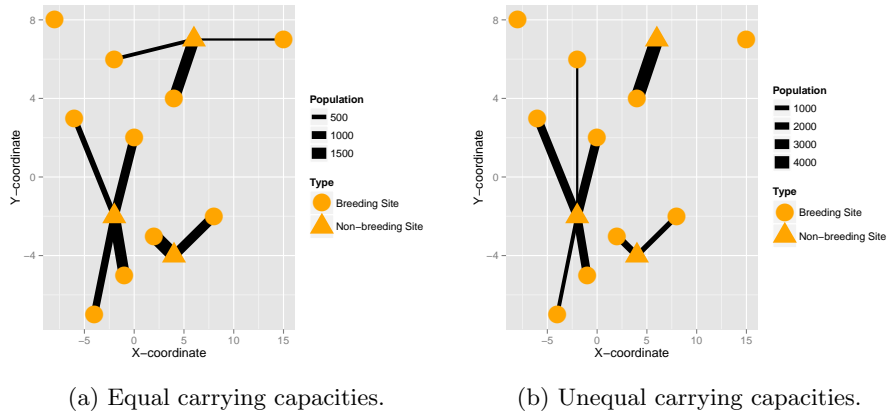 8
4
0
−4
Y−coordinate
−5
0
5
10
15
X−coordinate
Population
500
1000
1500
Type
Breeding Site
Non−breeding Site
(a) Equal carrying capacities.
8
4
0
−4
Y−coordinate
−5
0
5
10
15
X−coordinate
Population
1000
2000
3000
4000
Type
Breeding Site
Non−breeding Site
(b) Unequal carrying capacities.